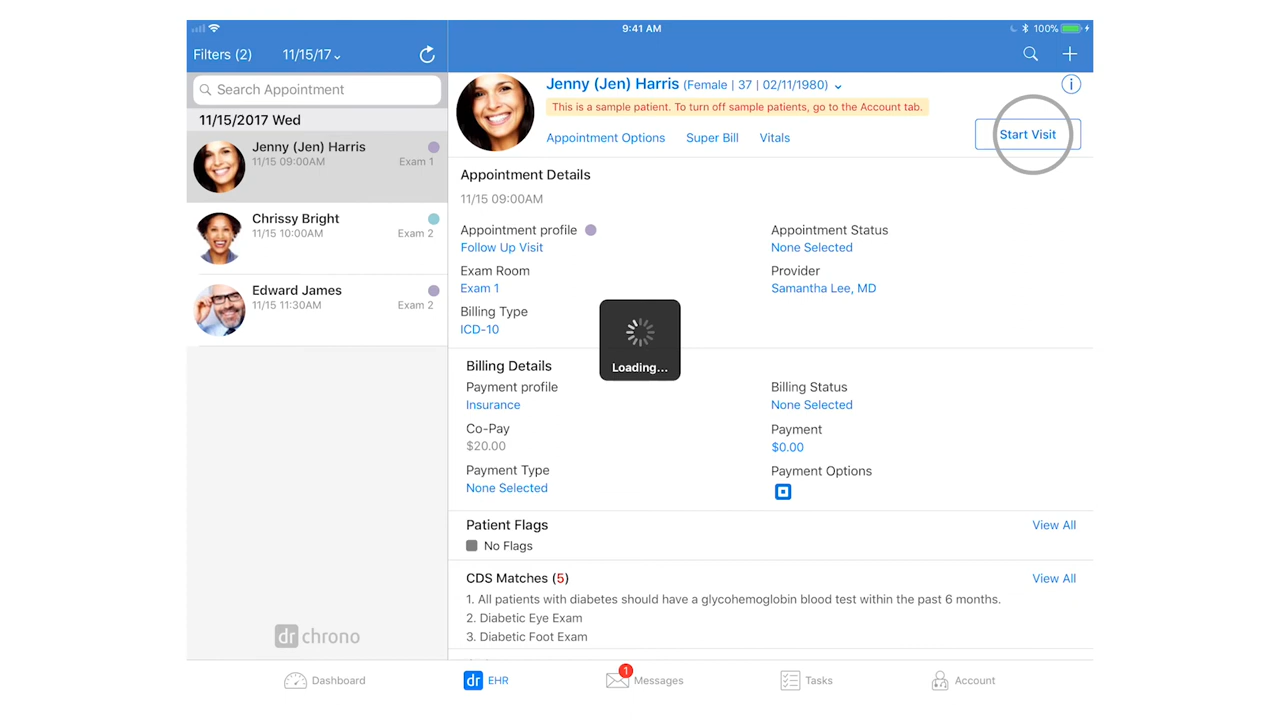 9:41 AM
100%
Filters (2) 11/15/17
Search Appointment
11/15/2017 Wed
Jenny (Jen) Harris
11/15 09:00AM Exam 1
Chrissy Bright
11/15 10:00AM Exam 2
Edward James
11/15 11:30AM Exam 2
dr chrono
Jenny (Jen) Harris (Female | 37 | 02/11/1980)
This is a sample patient. To turn off sample patients, go to the Account tab.
Appointment Options Super Bill Vitals
Start Visit
Appointment Details
11/15 09:00AM
Appointment profile Appointment Status
Follow Up Visit None Selected
Exam Room Provider
Exam 1 Samantha Lee, MD
Billing Type
ICD-10
Loading...
Billing Details
Payment profile Billing Status
Insurance None Selected
Co-Pay Payment
$20.00 $0.00
Payment Type Payment Options
None Selected
Patient Flags View All
No Flags
CDS Matches (5) View All
1. All patients with diabetes should have a glycohemoglobin blood test within the past 6 months.
2. Diabetic Eye Exam
3. Diabetic Foot Exam
Dashboard dr EHR 1 Messages Tasks Account